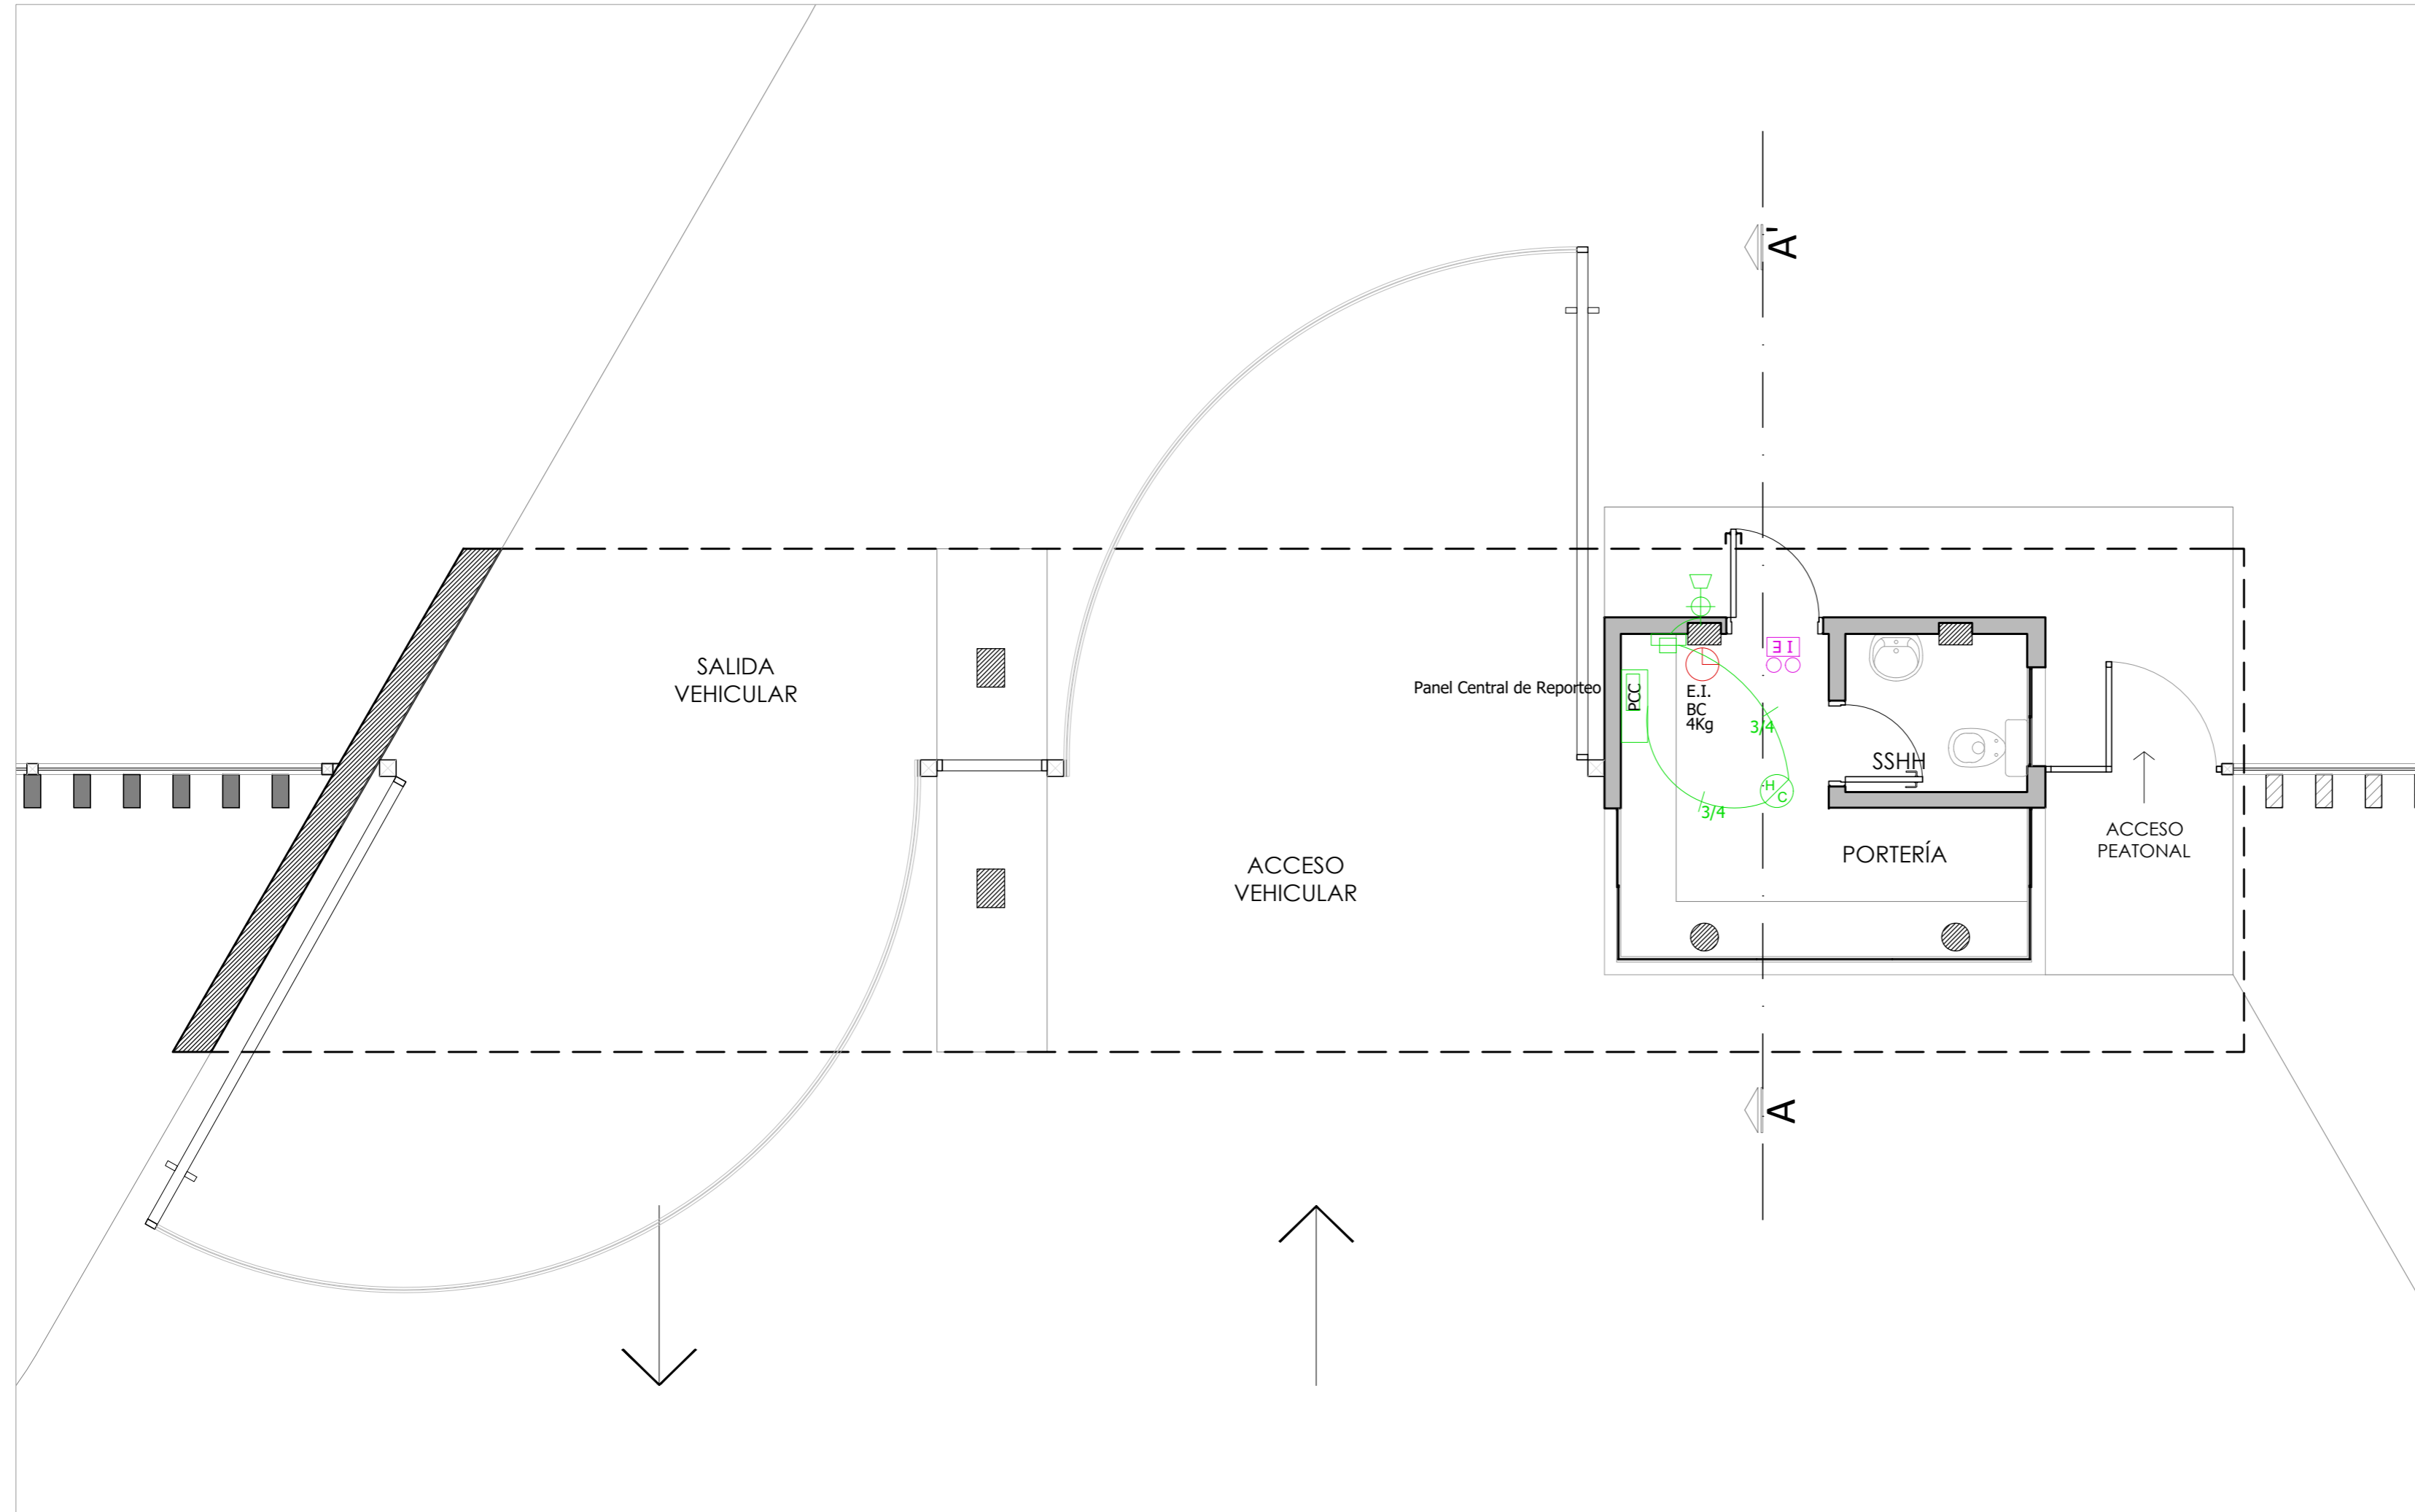 A'
SALIDA
VEHICULAR
Panel Central de Reporteo
PCC
E.I.
BC
4Kg
IE
3/4
3/4
H
C
SSHH
ACCESO
VEHICULAR
PORTERÍA
ACCESO
PEATONAL
A